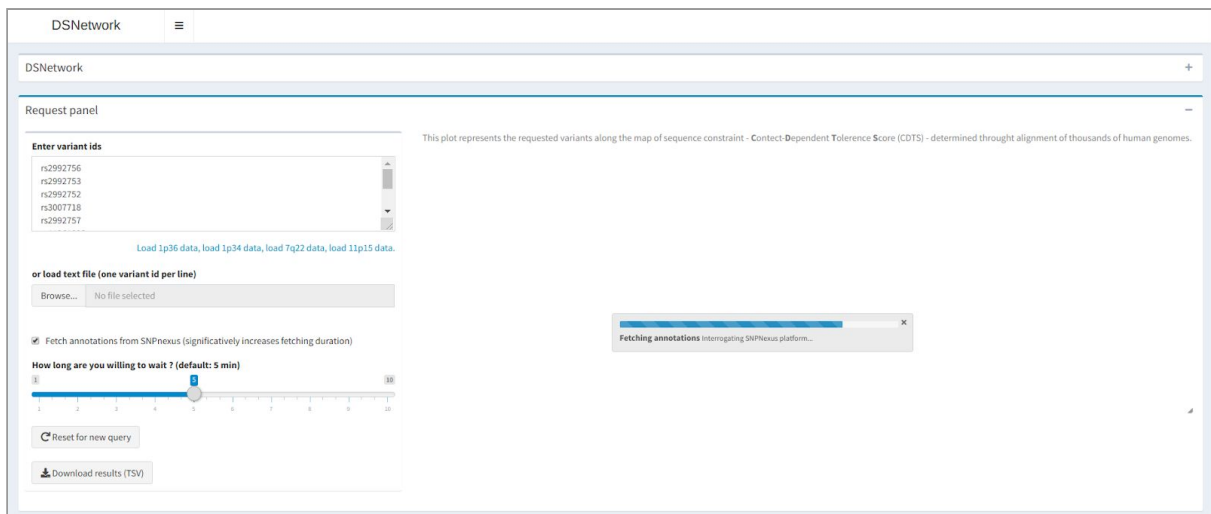 DSNetwork
DSNetwork
Request panel
Enter variant ids
rs2992756
rs2992753
rs2992752
rs3007718
rs2992757
Load 1p36 data, load 1p34 data, load 7q22 data, load 11p15 data.
or load text file (one variant id per line)
Browse... No file selected
Fetch annotations from SNPnexus (significatively increases fetching duration)
How long are you willing to wait ? (default: 5 min)
1 5 10
1 2 3 4 5 6 7 8 9 10
Reset for new query
Download results (TSV)
This plot represents the requested variants along the map of sequence constraint - Contect-Dependent Tolerence Score (CDTS) - determined throught alignment of thousands of human genomes.
Fetching annotations Interrogating SNPNexus platform...